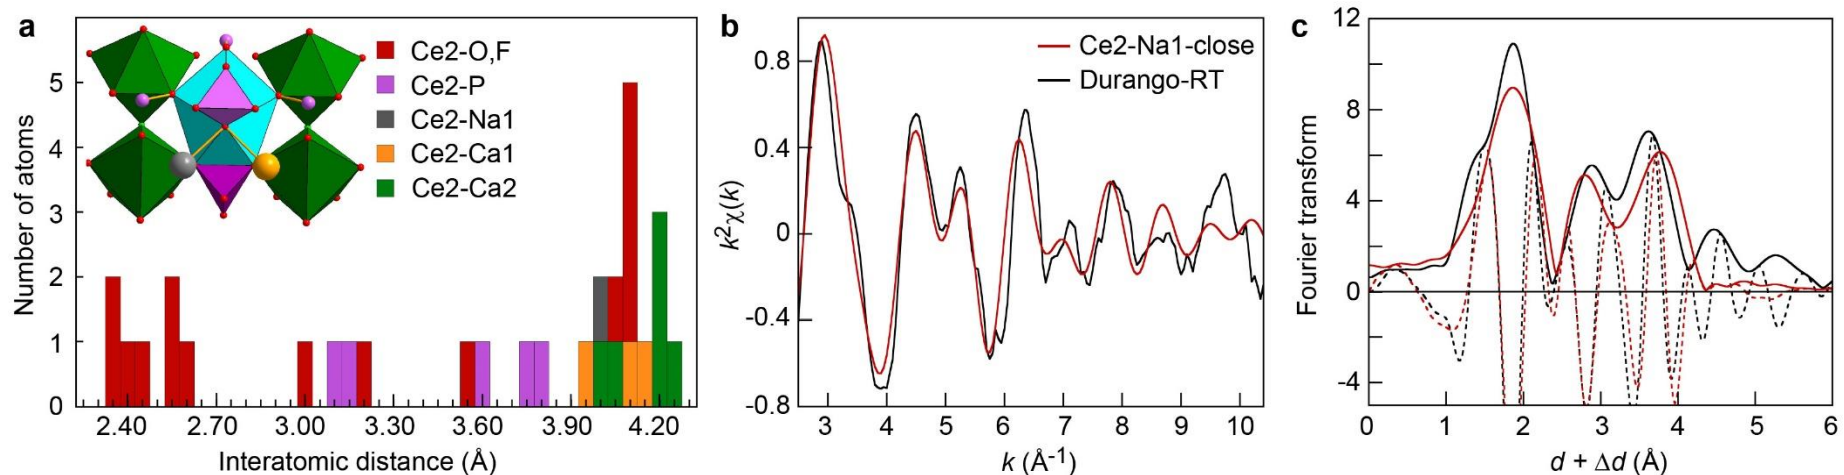 a
Number of atoms
5
4
3
2
1
0
2.40 2.70 3.00 3.30 3.60 3.90 4.20
Interatomic distance (Å)
Ce2-O,F
Ce2-P
Ce2-Na1
Ce2-Ca1
Ce2-Ca2
b
k²χ(k)
0.8
0.4
0
-0.4
-0.8
3 4 5 6 7 8 9 10
k (Å⁻¹)
Ce2-Na1-close
Durango-RT
c
Fourier transform
12
8
4
0
-4
0 1 2 3 4 5 6
d + Δd (Å)